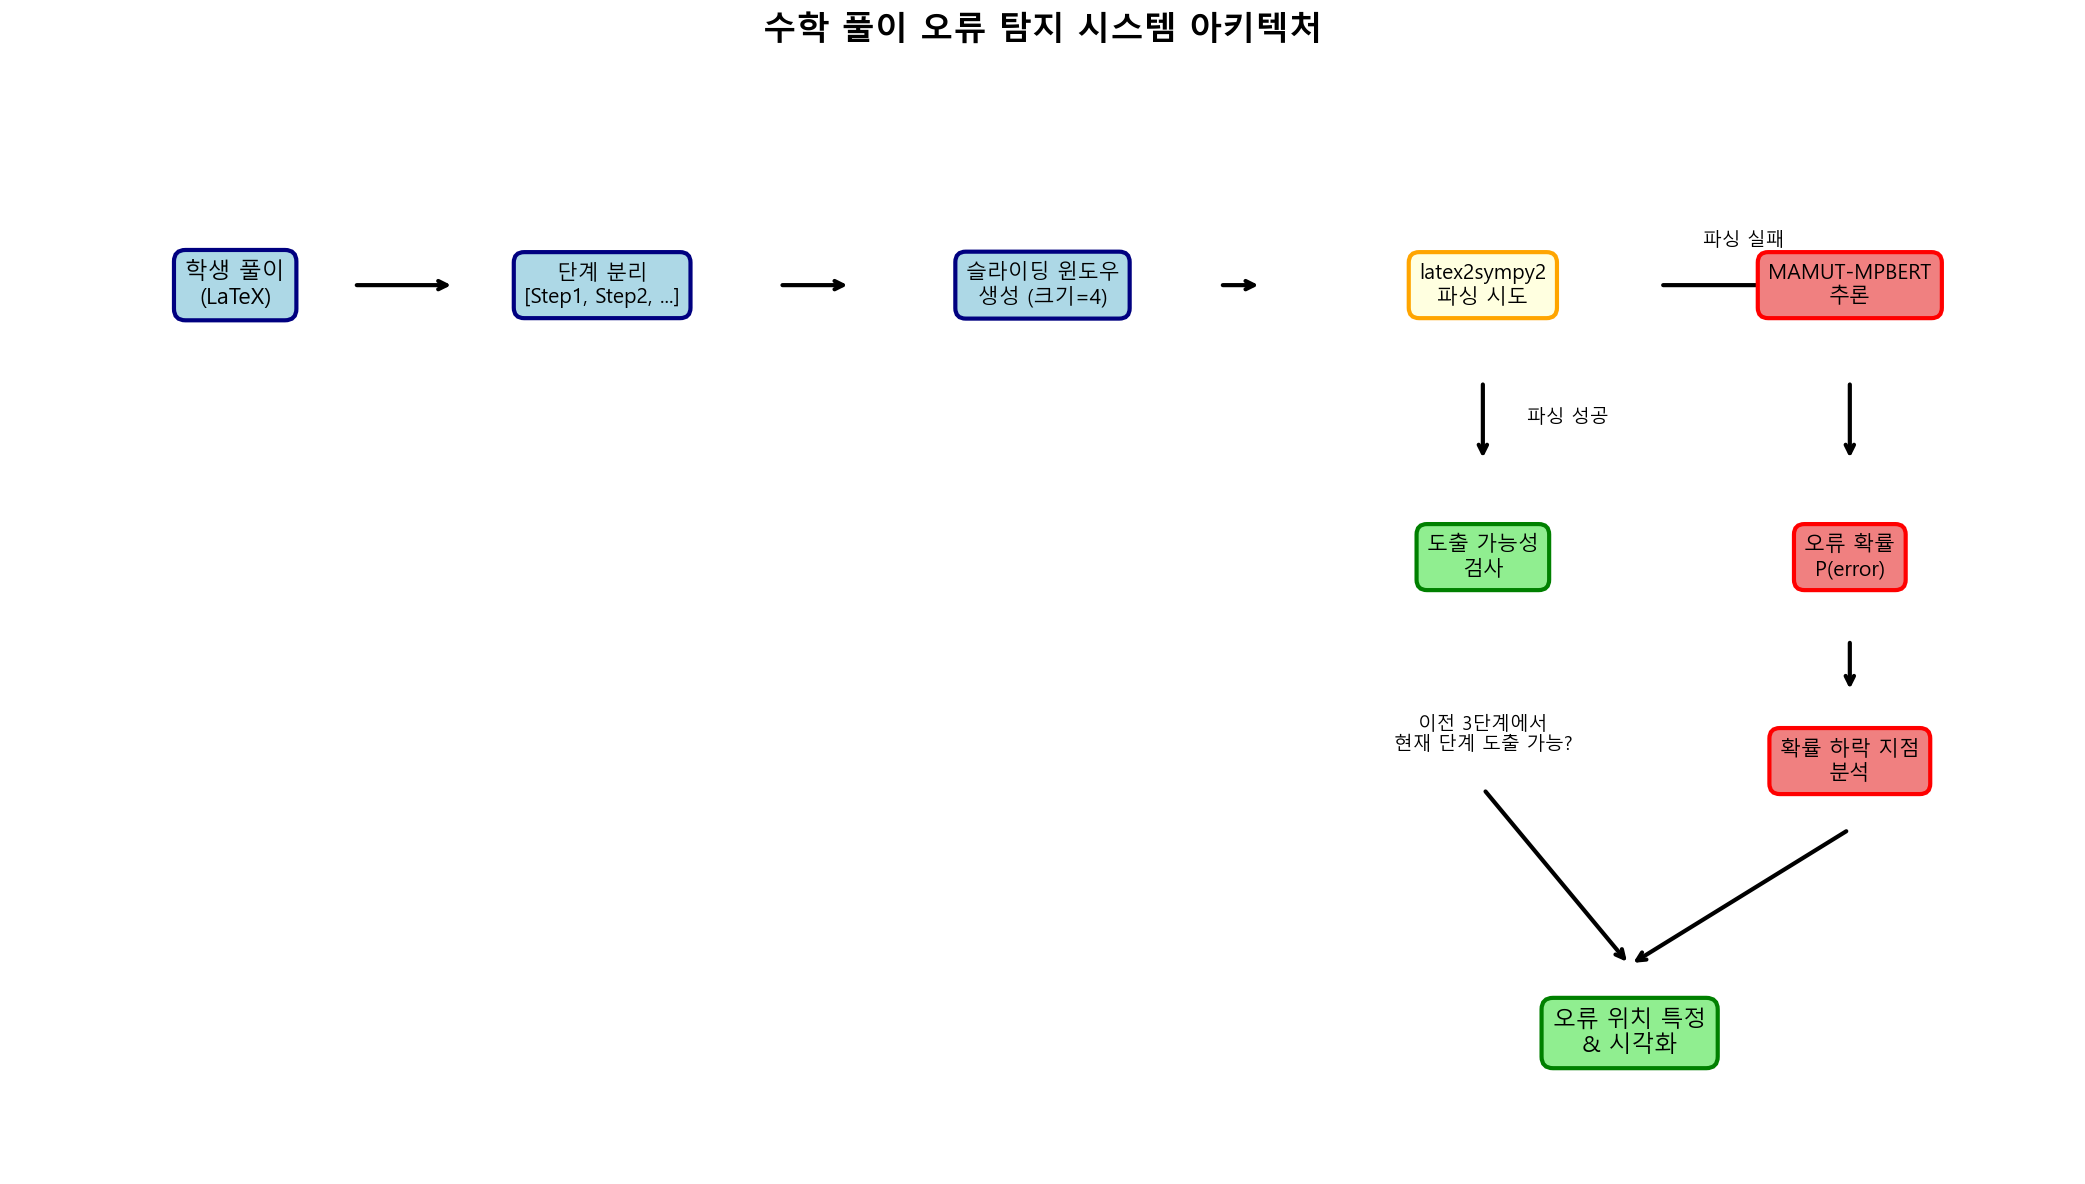 수학 풀이 오류 탐지 시스템 아키텍처
학생 풀이
(LaTeX)
단계 분리
[Step1, Step2, ...]
슬라이딩 윈도우
생성 (크기=4)
latex2sympy2
파싱 시도
파싱 실패
MAMUT-MPBERT
추론
파싱 성공
도출 가능성
검사
오류 확률
P(error)
이전 3단계에서
현재 단계 도출 가능?
확률 하락 지점
분석
오류 위치 특정
& 시각화